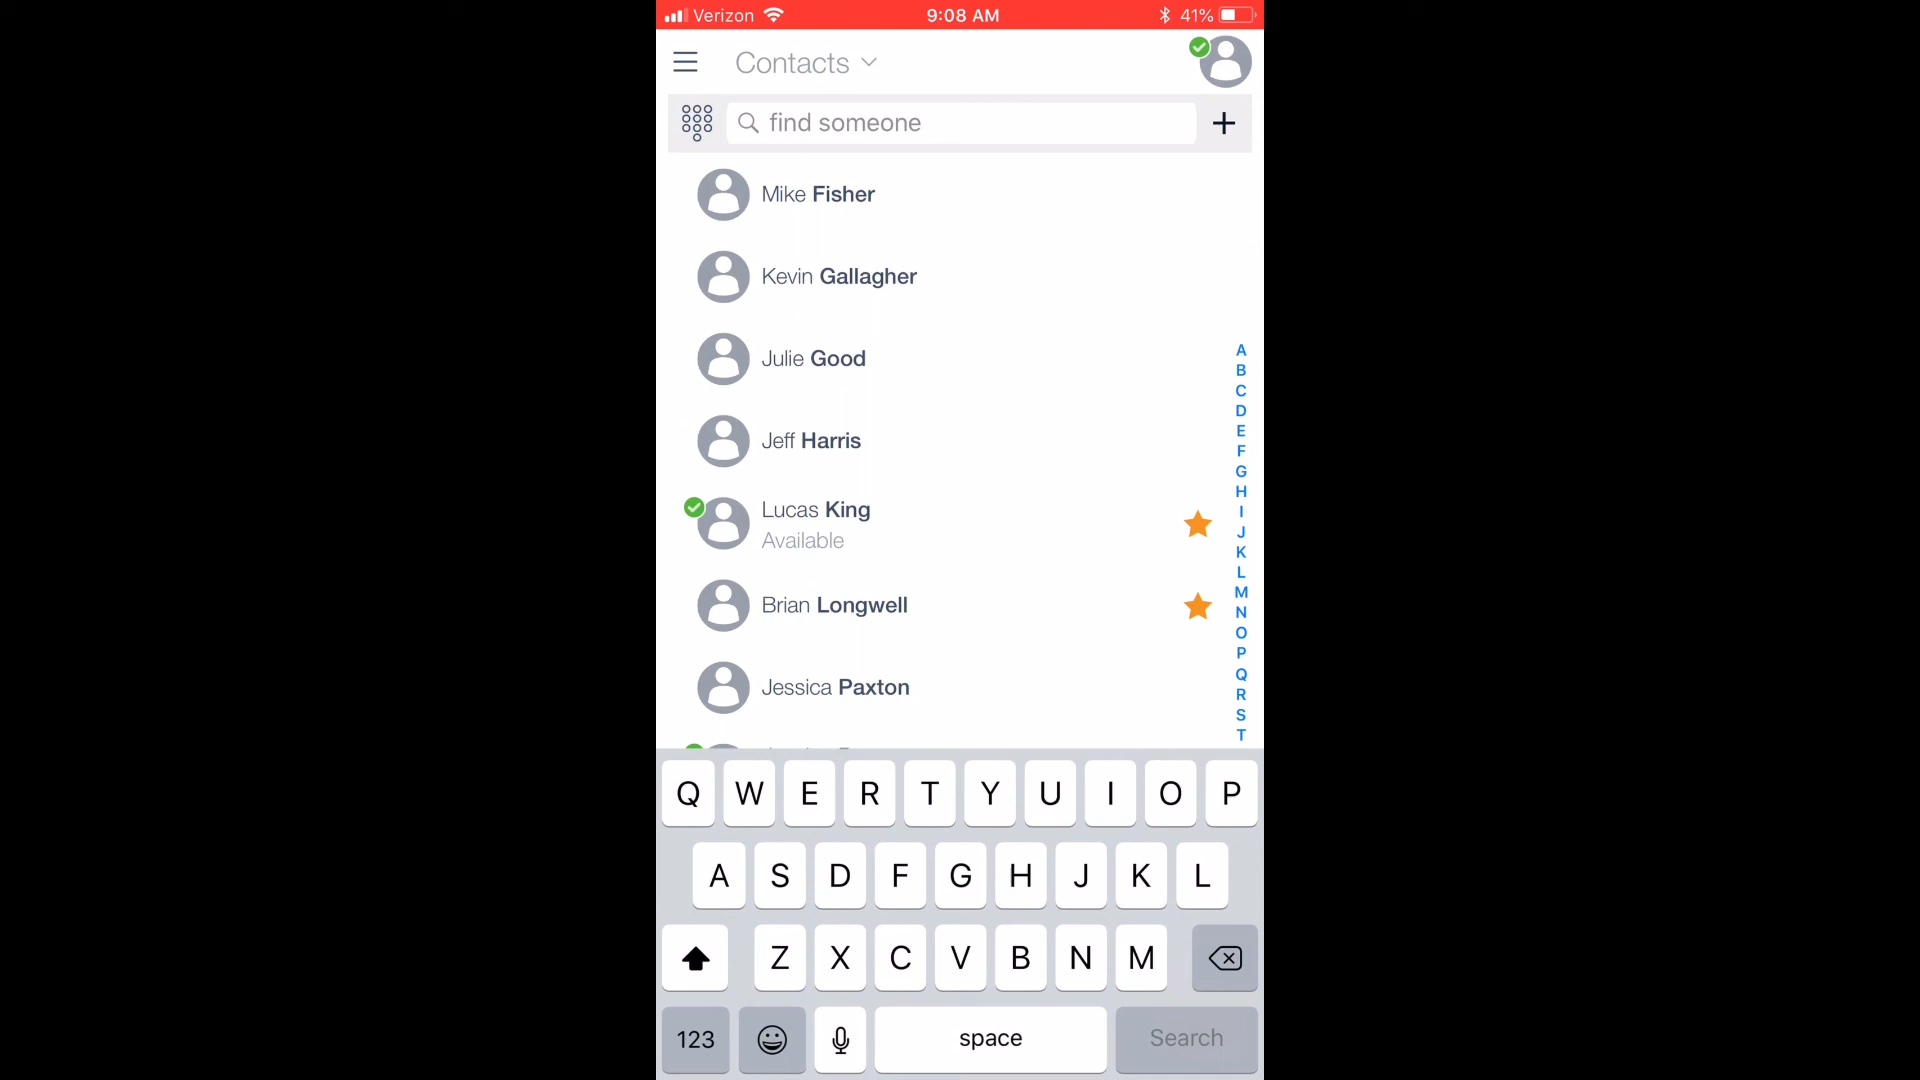 Verizon 9:08 AM 41%
Contacts
find someone
Mike Fisher
Kevin Gallagher
Julie Good
Jeff Harris
Lucas King
Available
Brian Longwell
Jessica Paxton
A
B
C
D
E
F
G
H
I
J
K
L
M
N
O
P
Q
R
S
T
Q W E R T Y U I O P
A S D F G H J K L
Z X C V B N M
123 space Search